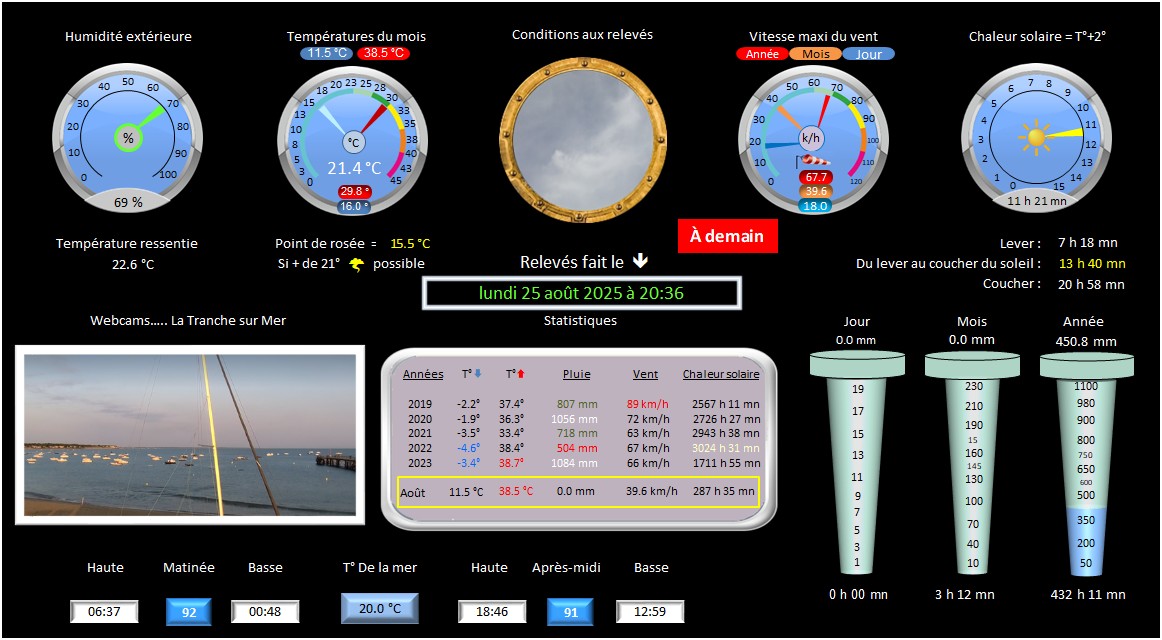 Humidité extérieure
Températures du mois
Conditions aux relevés
Vitesse maxi du vent
Chaleur solaire = T°+2°
11.5 °C 38.5 °C
Année Mois Jour
0 10 20 30 40 50 60 70 80 90 100
%
69 %
0 3 5 8 10 13 15 18 20 23 25 28 30 33 35 38 40 43 45
°C
21.4 °C
29.8 °
16.0 °
0 10 20 30 40 50 60 70 80 90 100 110 120
k/h
67.7
39.6
18.0
0 1 2 3 4 5 6 7 8 9 10 11 12 13 14 15
11 h 21 mn
À demain
Température ressentie
22.6 °C
Point de rosée = 15.5 °C
Si + de 21° possible
Relevés fait le
lundi 25 août 2025 à 20:36
Lever : 7 h 18 mn
Du lever au coucher du soleil : 13 h 40 mn
Coucher : 20 h 58 mn
Webcams..... La Tranche sur Mer
Statistiques
Années T° T° Pluie Vent Chaleur solaire
2019 -2.2° 37.4° 807 mm 89 km/h 2567 h 11 mn
2020 -1.9° 36.3° 1056 mm 72 km/h 2726 h 27 mn
2021 -3.5° 33.4° 718 mm 63 km/h 2943 h 38 mn
2022 -4.6° 38.4° 504 mm 67 km/h 3024 h 31 mn
2023 -3.4° 38.7° 1084 mm 66 km/h 1711 h 55 mn
Août 11.5 °C 38.5 °C 0.0 mm 39.6 km/h 287 h 35 mn
Jour
0.0 mm
19
17
15
13
11
9
7
5
3
1
0 h 00 mn
Mois
0.0 mm
230
210
190
15
160
145
130
100
70
40
10
3 h 12 mn
Année
450.8 mm
1100
980
900
800
750
650
600
500
350
200
50
432 h 11 mn
Haute Matinée Basse T° De la mer Haute Après-midi Basse
06:37 92 00:48 20.0 °C 18:46 91 12:59